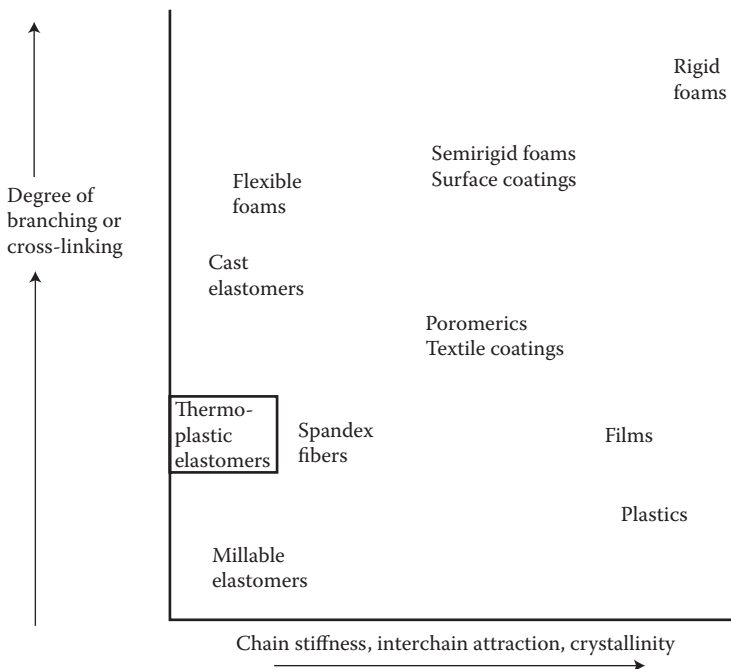 Rigid
foams
Semirigid foams
Surface coatings
Flexible
foams
Degree of
branching or
cross-linking
Cast
elastomers
Poromerics
Textile coatings
Thermo-
plastic
elastomers
Spandex
fibers
Films
Plastics
Millable
elastomers
Chain stiffness, interchain attraction, crystallinity